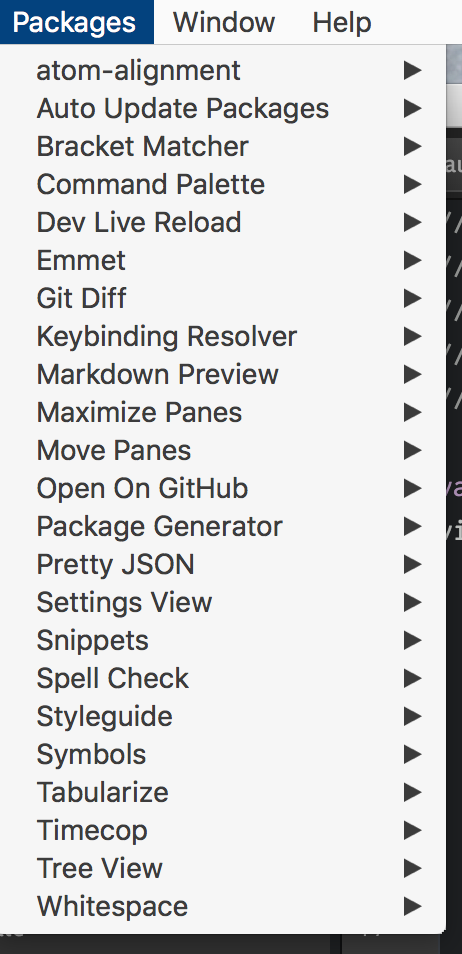 Packages Window Help
atom-alignment
Auto Update Packages
Bracket Matcher
Command Palette
Dev Live Reload
Emmet
Git Diff
Keybinding Resolver
Markdown Preview
Maximize Panes
Move Panes
Open On GitHub
Package Generator
Pretty JSON
Settings View
Snippets
Spell Check
Styleguide
Symbols
Tabularize
Timecop
Tree View
Whitespace